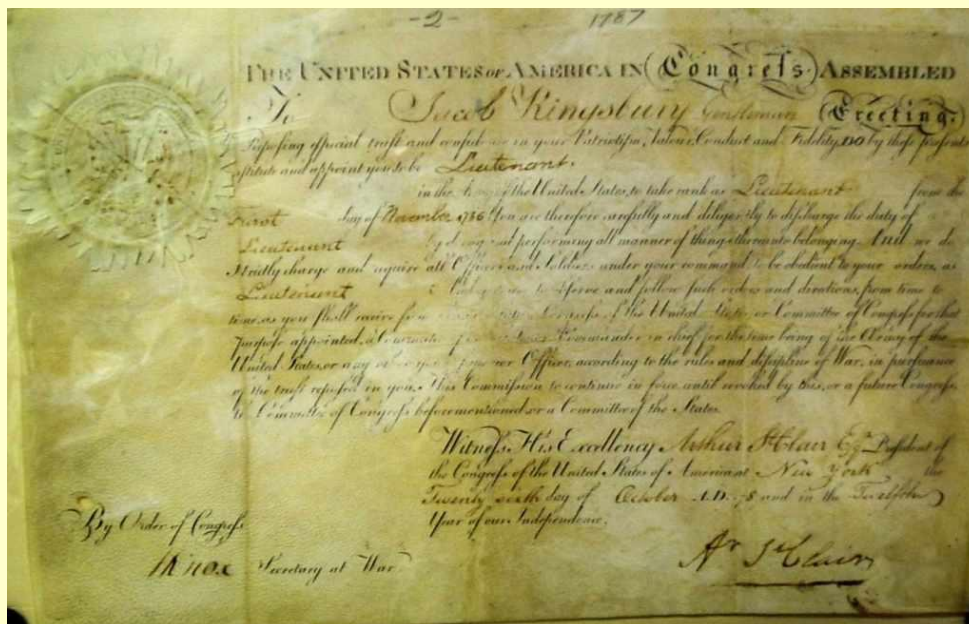 -2- 1787
THE UNITED STATES OF AMERICA IN Congreſs ASSEMBLED
To Jacob Kingsbury Gentleman Greeting:
Repoſing eſpecial truſt and confidence in your Patriotiſm, Valour, Conduct and Fidelity, DO by theſe preſents
conſtitute and appoint you to be Lieutenant
in the Army of the United States, to take rank as Lieutenant from the
First day of November 1786 You are therefore carefully and diligently to diſcharge the duty of
Lieutenant by doing and performing all manner of things thereunto belonging. And we do
Strictly charge and require all Officers and Soldiers under your command, to be obedient to your orders, as
Lieutenant to obſerve and follow ſuch orders and directions, from time to
time, as you ſhall receive from Congreſs of the United States, or Committee of Congreſs for that
purpoſe appointed, a Committee Commander in chief for the time being of the Army of the
United States, or any other your ſuperior Officer, according to the rules and diſcipline of War, in purſuance
of the truſt repoſed in you. This Commiſſion to continue in force until revoked by this, or a future Congreſs,
the Committee of Congreſs before mentioned, or a Committee of the States.
Witneſs, His Excellency Arthur St Clair Eſqr Preſident of
the Congreſs of the United States of America at New York the
Twenty sixth day of October A.D. and in the Twelfth
Year of our Independence.
By Order of Congreſs
Knox Secretary at War
Ar St Clair